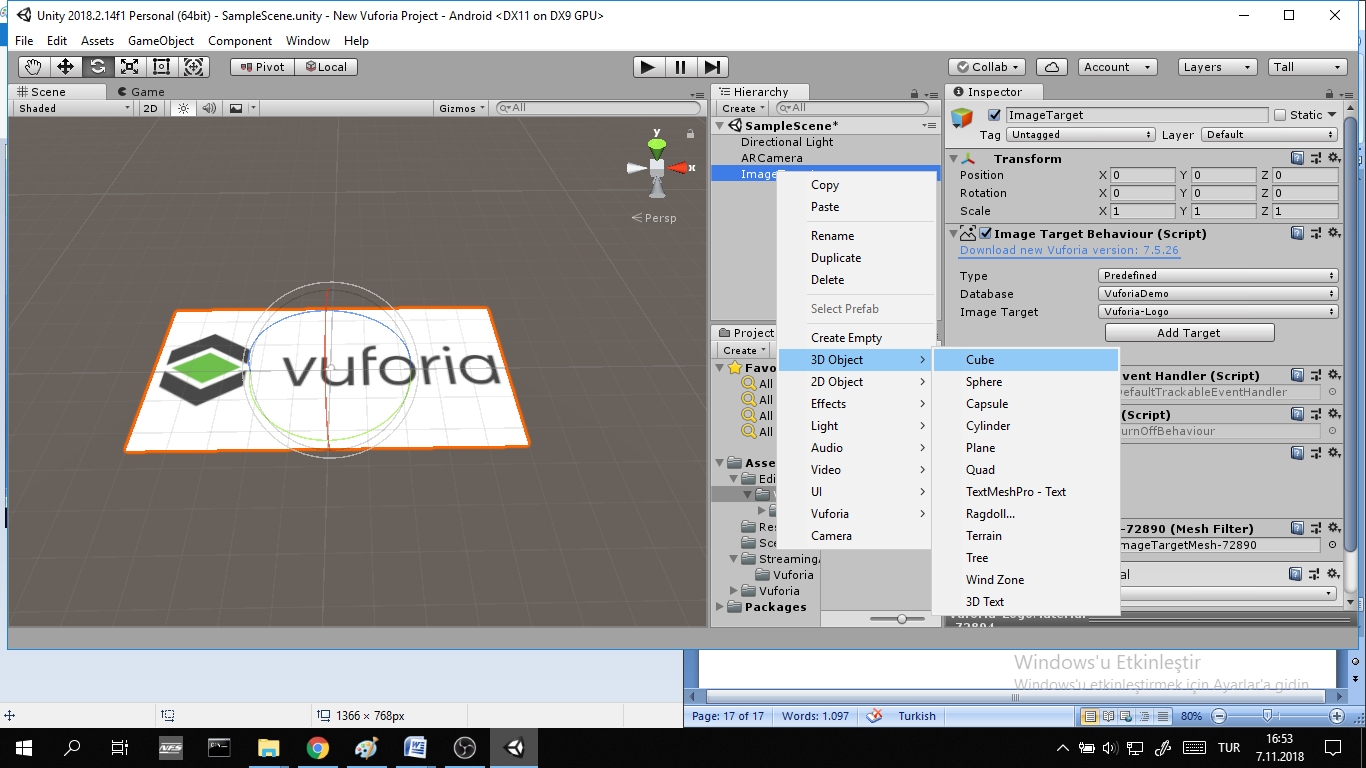 Unity 2018.2.14f1 Personal (64bit) - SampleScene.unity - New Vuforia Project - Android <DX11 on DX9 GPU>
File Edit Assets GameObject Component Window Help
Pivot Local Collab Account Layers Tall
Scene Game
Shaded 2D Gizmos All
y
x
Persp
vuforia
Hierarchy
Create All
SampleScene*
Directional Light
ARCamera
Image
Copy
Paste
Rename
Duplicate
Delete
Select Prefab
Create Empty
3D Object
2D Object
Effects
Light
Audio
Video
UI
Vuforia
Camera
Cube
Sphere
Capsule
Cylinder
Plane
Quad
TextMeshPro - Text
Ragdoll...
Terrain
Tree
Wind Zone
3D Text
Project
Create
Favo
All
All
All
All
Asse
Edi
Res
Sce
Streaming
Vuforia
Vuforia
Packages
Inspector
ImageTarget Static
Tag Untagged Layer Default
Transform
Position X 0 Y 0 Z 0
Rotation X 0 Y 0 Z 0
Scale X 1 Y 1 Z 1
Image Target Behaviour (Script)
Download new Vuforia version: 7.5.26
Type Predefined
Database VuforiaDemo
Image Target Vuforia-Logo
Add Target
vent Handler (Script)
efaultTrackableEventHandler
(Script)
urnOffBehaviour
-72890 (Mesh Filter)
mageTargetMesh-72890
al
Windows'u Etkinleştir
Windows'u etkinleştirmek için Ayarlar'a gidin.
1366 × 768px
Page: 17 of 17 Words: 1.097 Turkish 80%
NFS
TUR
16:53
7.11.2018